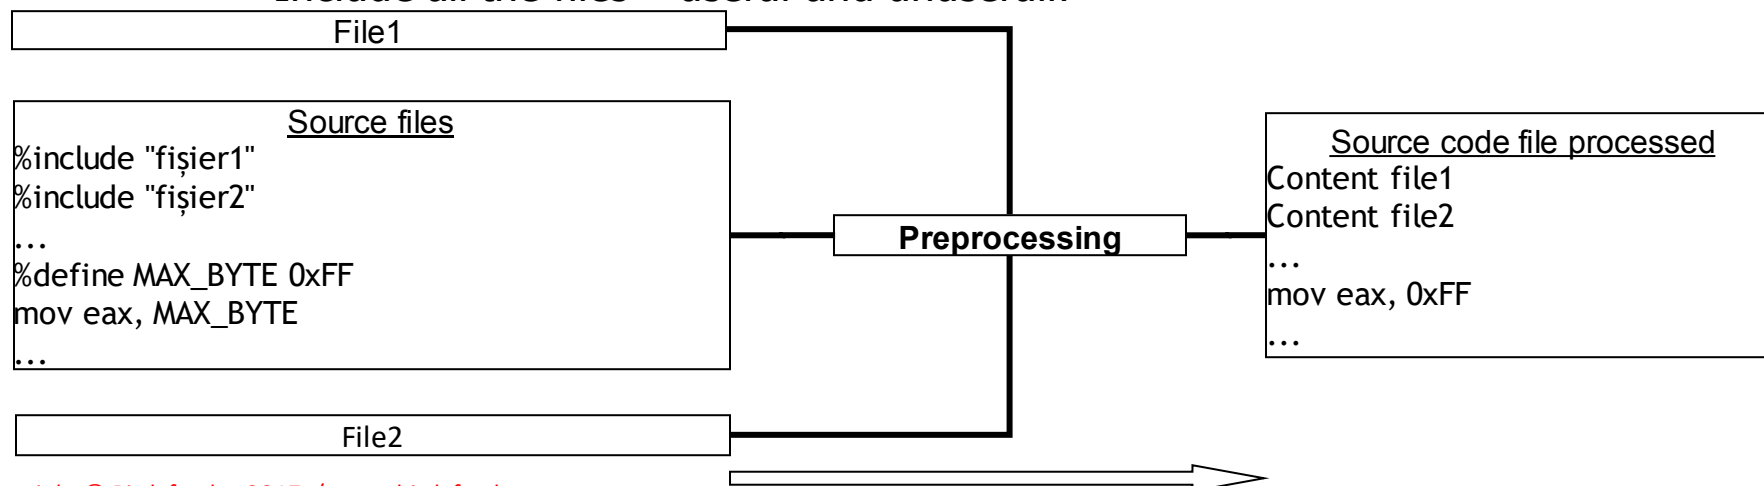 File1
Source files
%include "fișier1"
%include "fișier2"
...
%define MAX_BYTE 0xFF
mov eax, MAX_BYTE
...
File2
Preprocessing
Source code file processed
Content file1
Content file2
...
mov eax, 0xFF
...